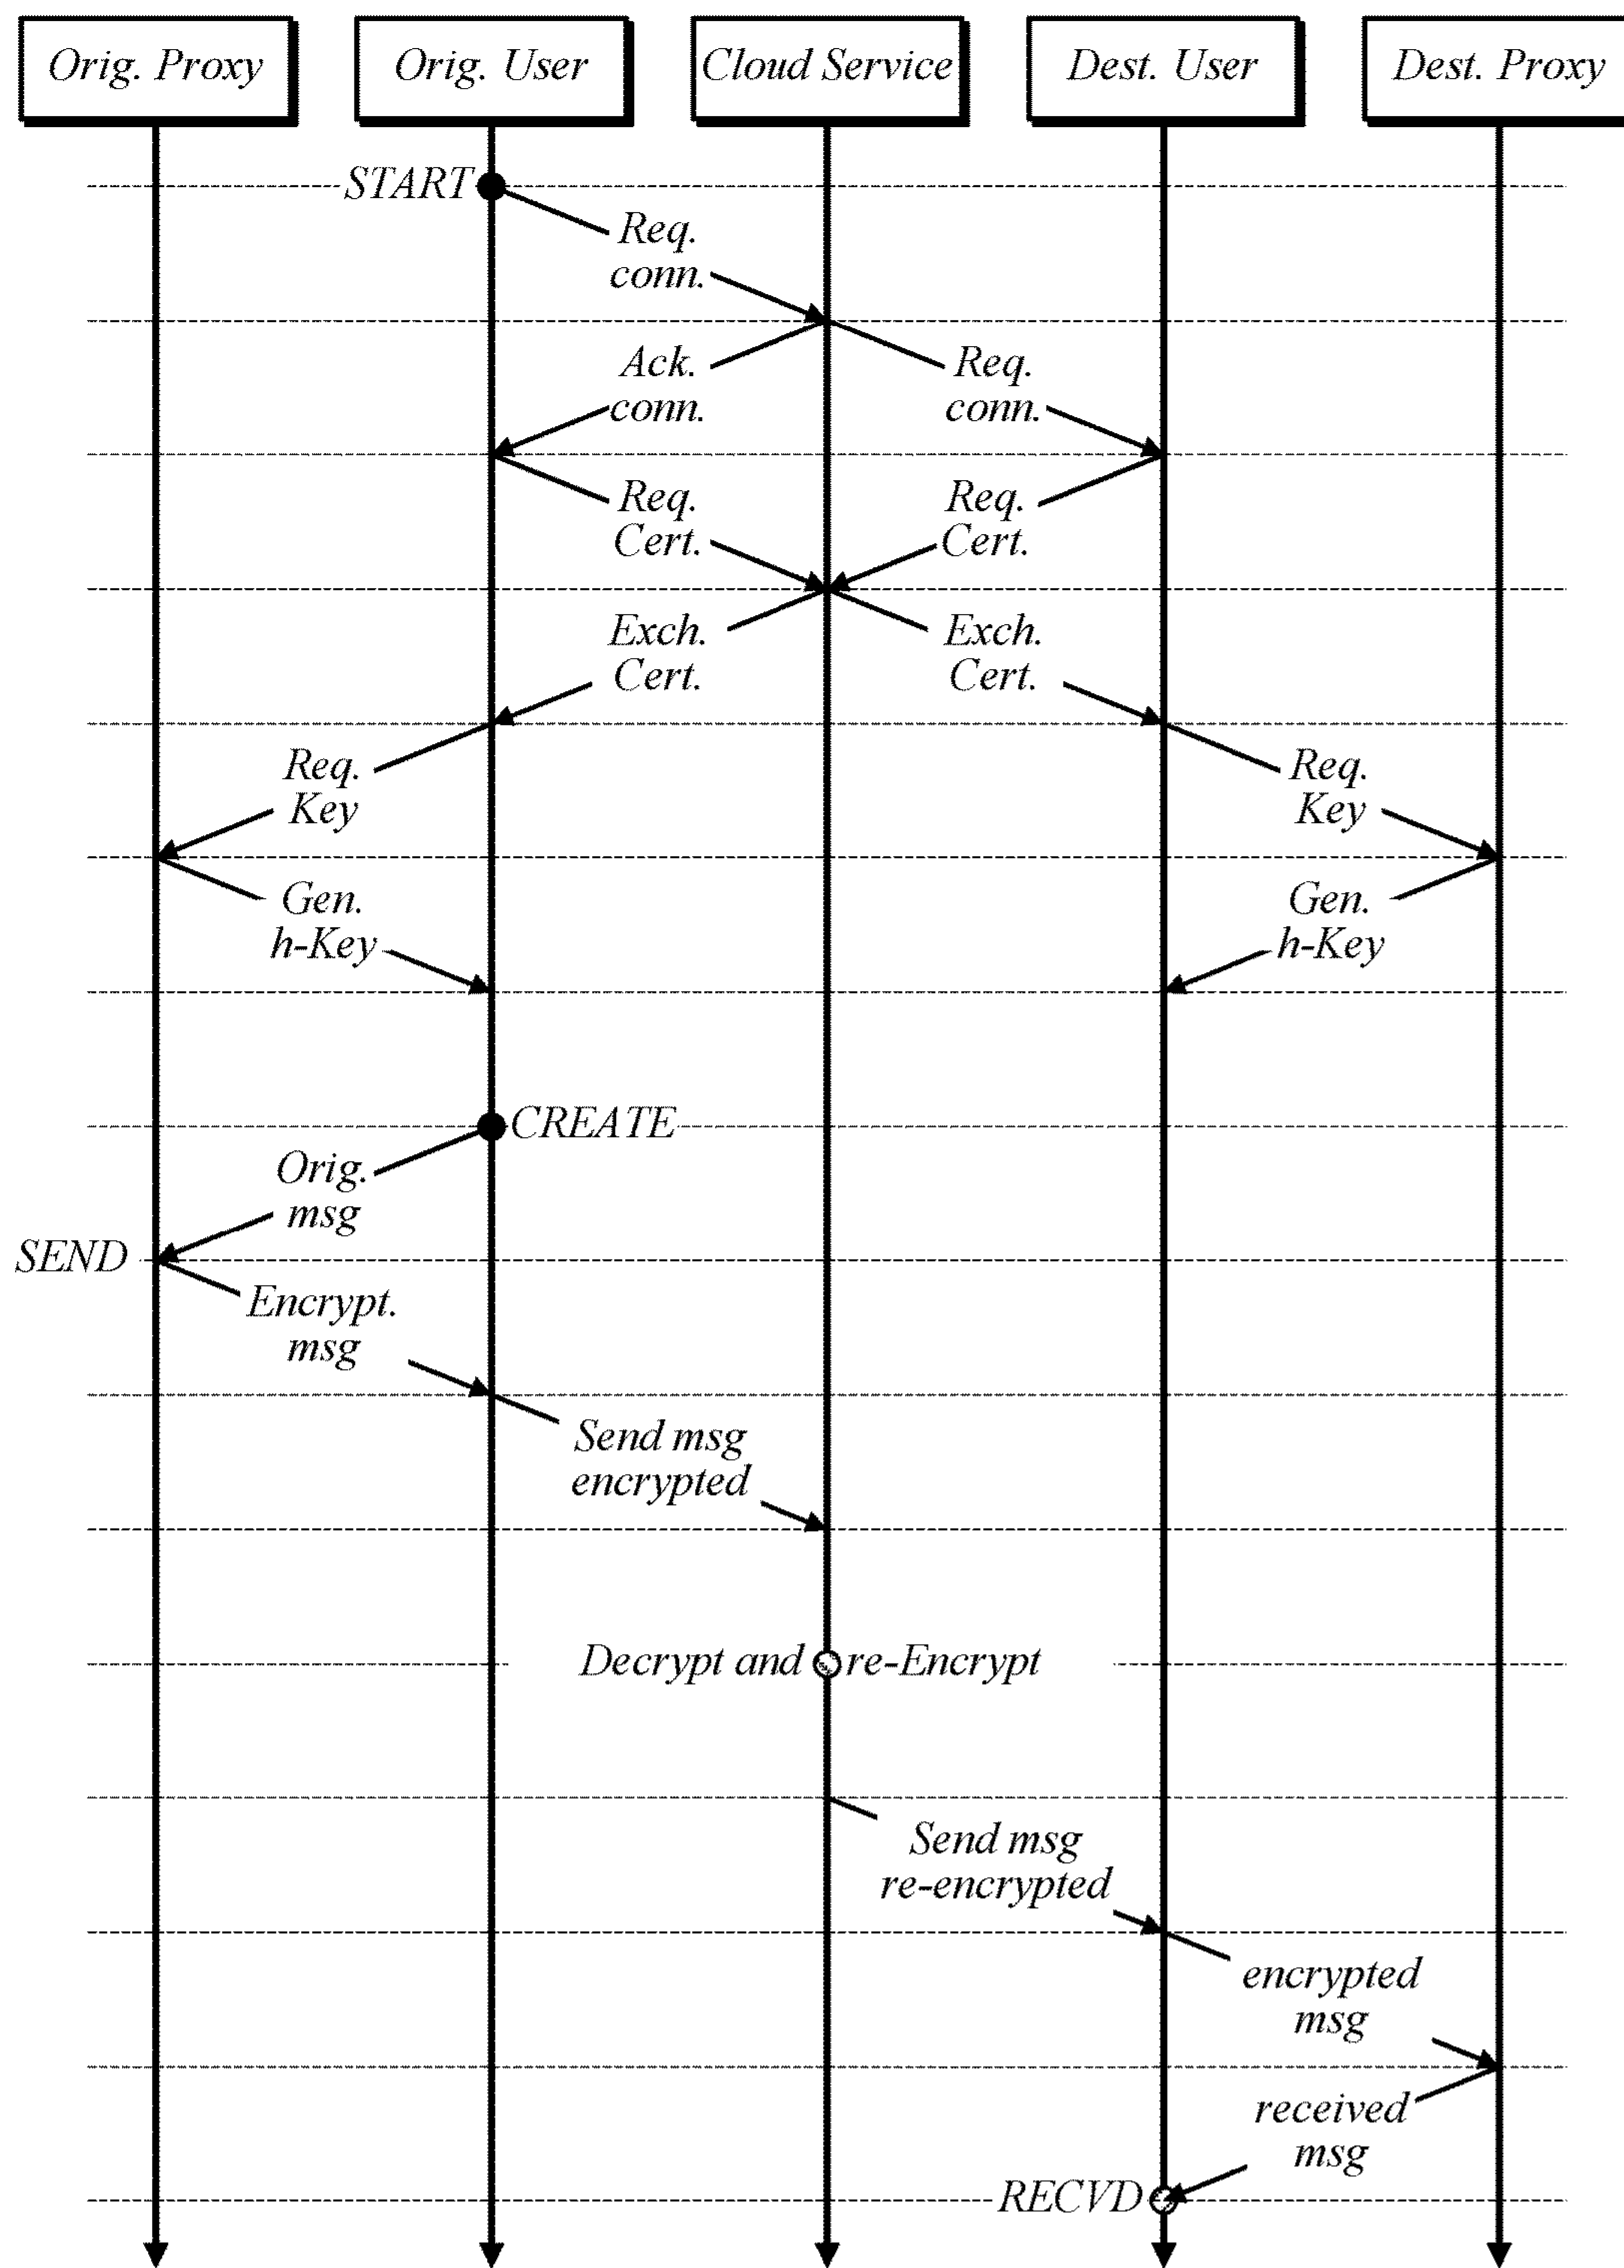 Orig. Proxy
Orig. User
Cloud Service
Dest. User
Dest. Proxy
START
Req.
conn.
Ack.
conn.
Req.
conn.
Req.
Cert.
Req.
Cert.
Exch.
Cert.
Exch.
Cert.
Req.
Key
Req.
Key
Gen.
h-Key
Gen.
h-Key
CREATE
Orig.
msg
SEND
Encrypt.
msg
Send msg
encrypted
Decrypt and re-Encrypt
Send msg
re-encrypted
encrypted
msg
received
msg
RECVD